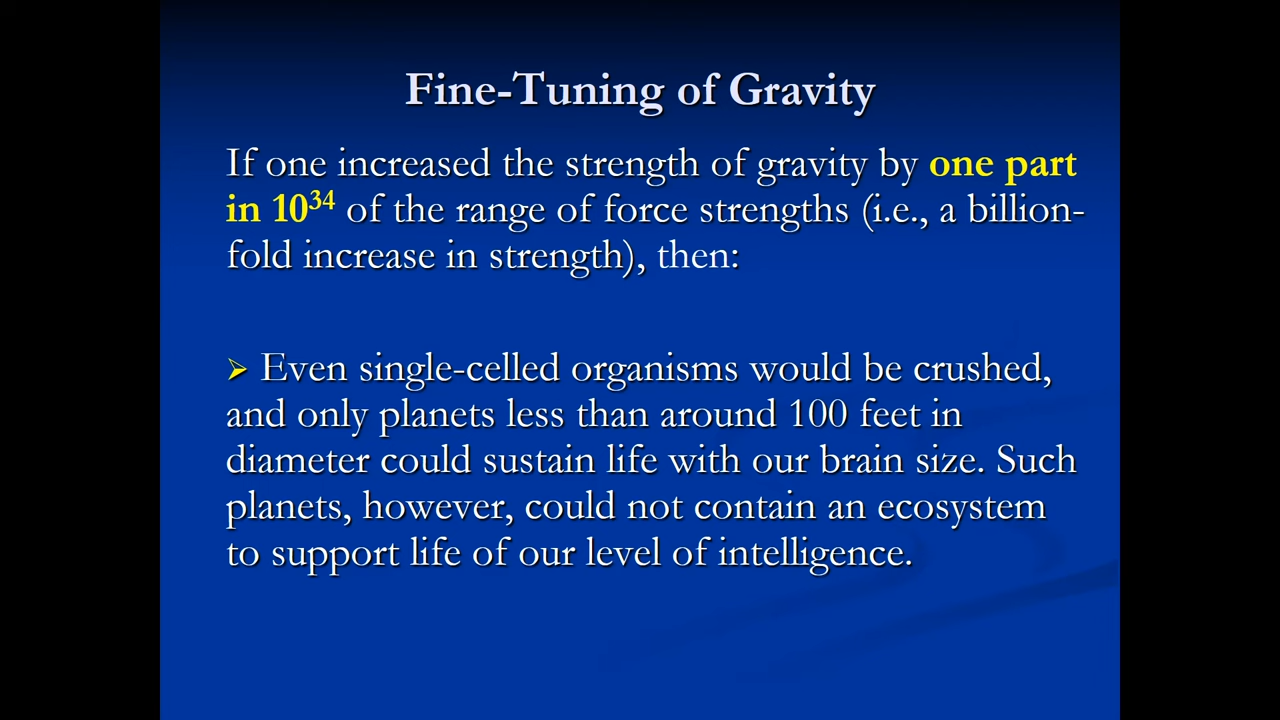 Fine-Tuning of Gravity
If one increased the strength of gravity by one part
in 10³⁴ of the range of force strengths (i.e., a billion-
fold increase in strength), then:
➢ Even single-celled organisms would be crushed,
and only planets less than around 100 feet in
diameter could sustain life with our brain size. Such
planets, however, could not contain an ecosystem
to support life of our level of intelligence.